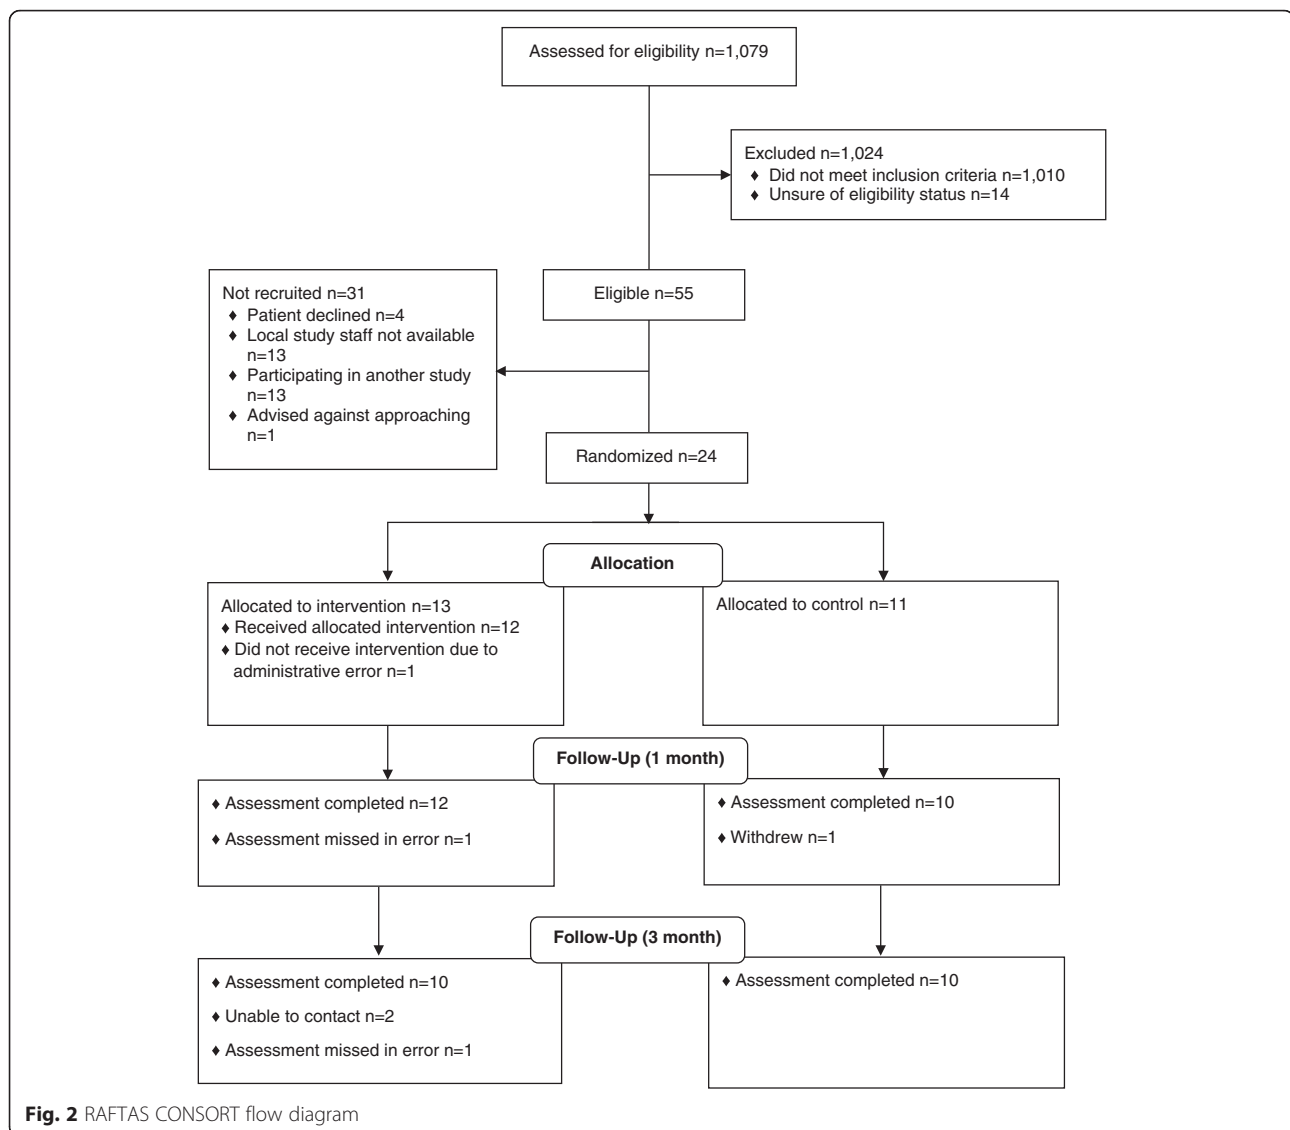 Assessed for eligibility n=1,079
Excluded n=1,024
♦ Did not meet inclusion criteria n=1,010
♦ Unsure of eligibility status n=14
Not recruited n=31
♦ Patient declined n=4
♦ Local study staff not available
n=13
♦ Participating in another study
n=13
♦ Advised against approaching
n=1
Eligible n=55
Randomized n=24
Allocation
Allocated to intervention n=13
♦ Received allocated intervention n=12
♦ Did not receive intervention due to
administrative error n=1
Allocated to control n=11
Follow-Up (1 month)
♦ Assessment completed n=12
♦ Assessment missed in error n=1
♦ Assessment completed n=10
♦ Withdrew n=1
Follow-Up (3 month)
♦ Assessment completed n=10
♦ Unable to contact n=2
♦ Assessment missed in error n=1
♦ Assessment completed n=10
Fig. 2 RAFTAS CONSORT flow diagram